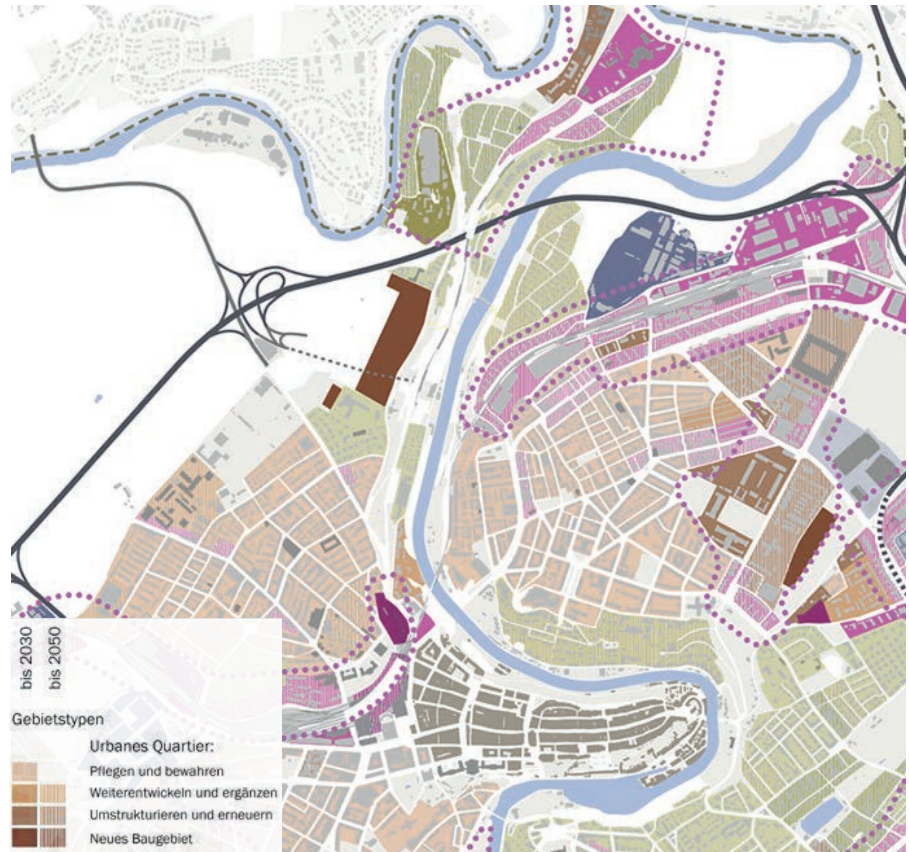 bis 2030
bis 2050
Gebietstypen
Urbanes Quartier:
Pflegen und bewahren
Weiterentwickeln und ergänzen
Umstrukturieren und erneuern
Neues Baugebiet